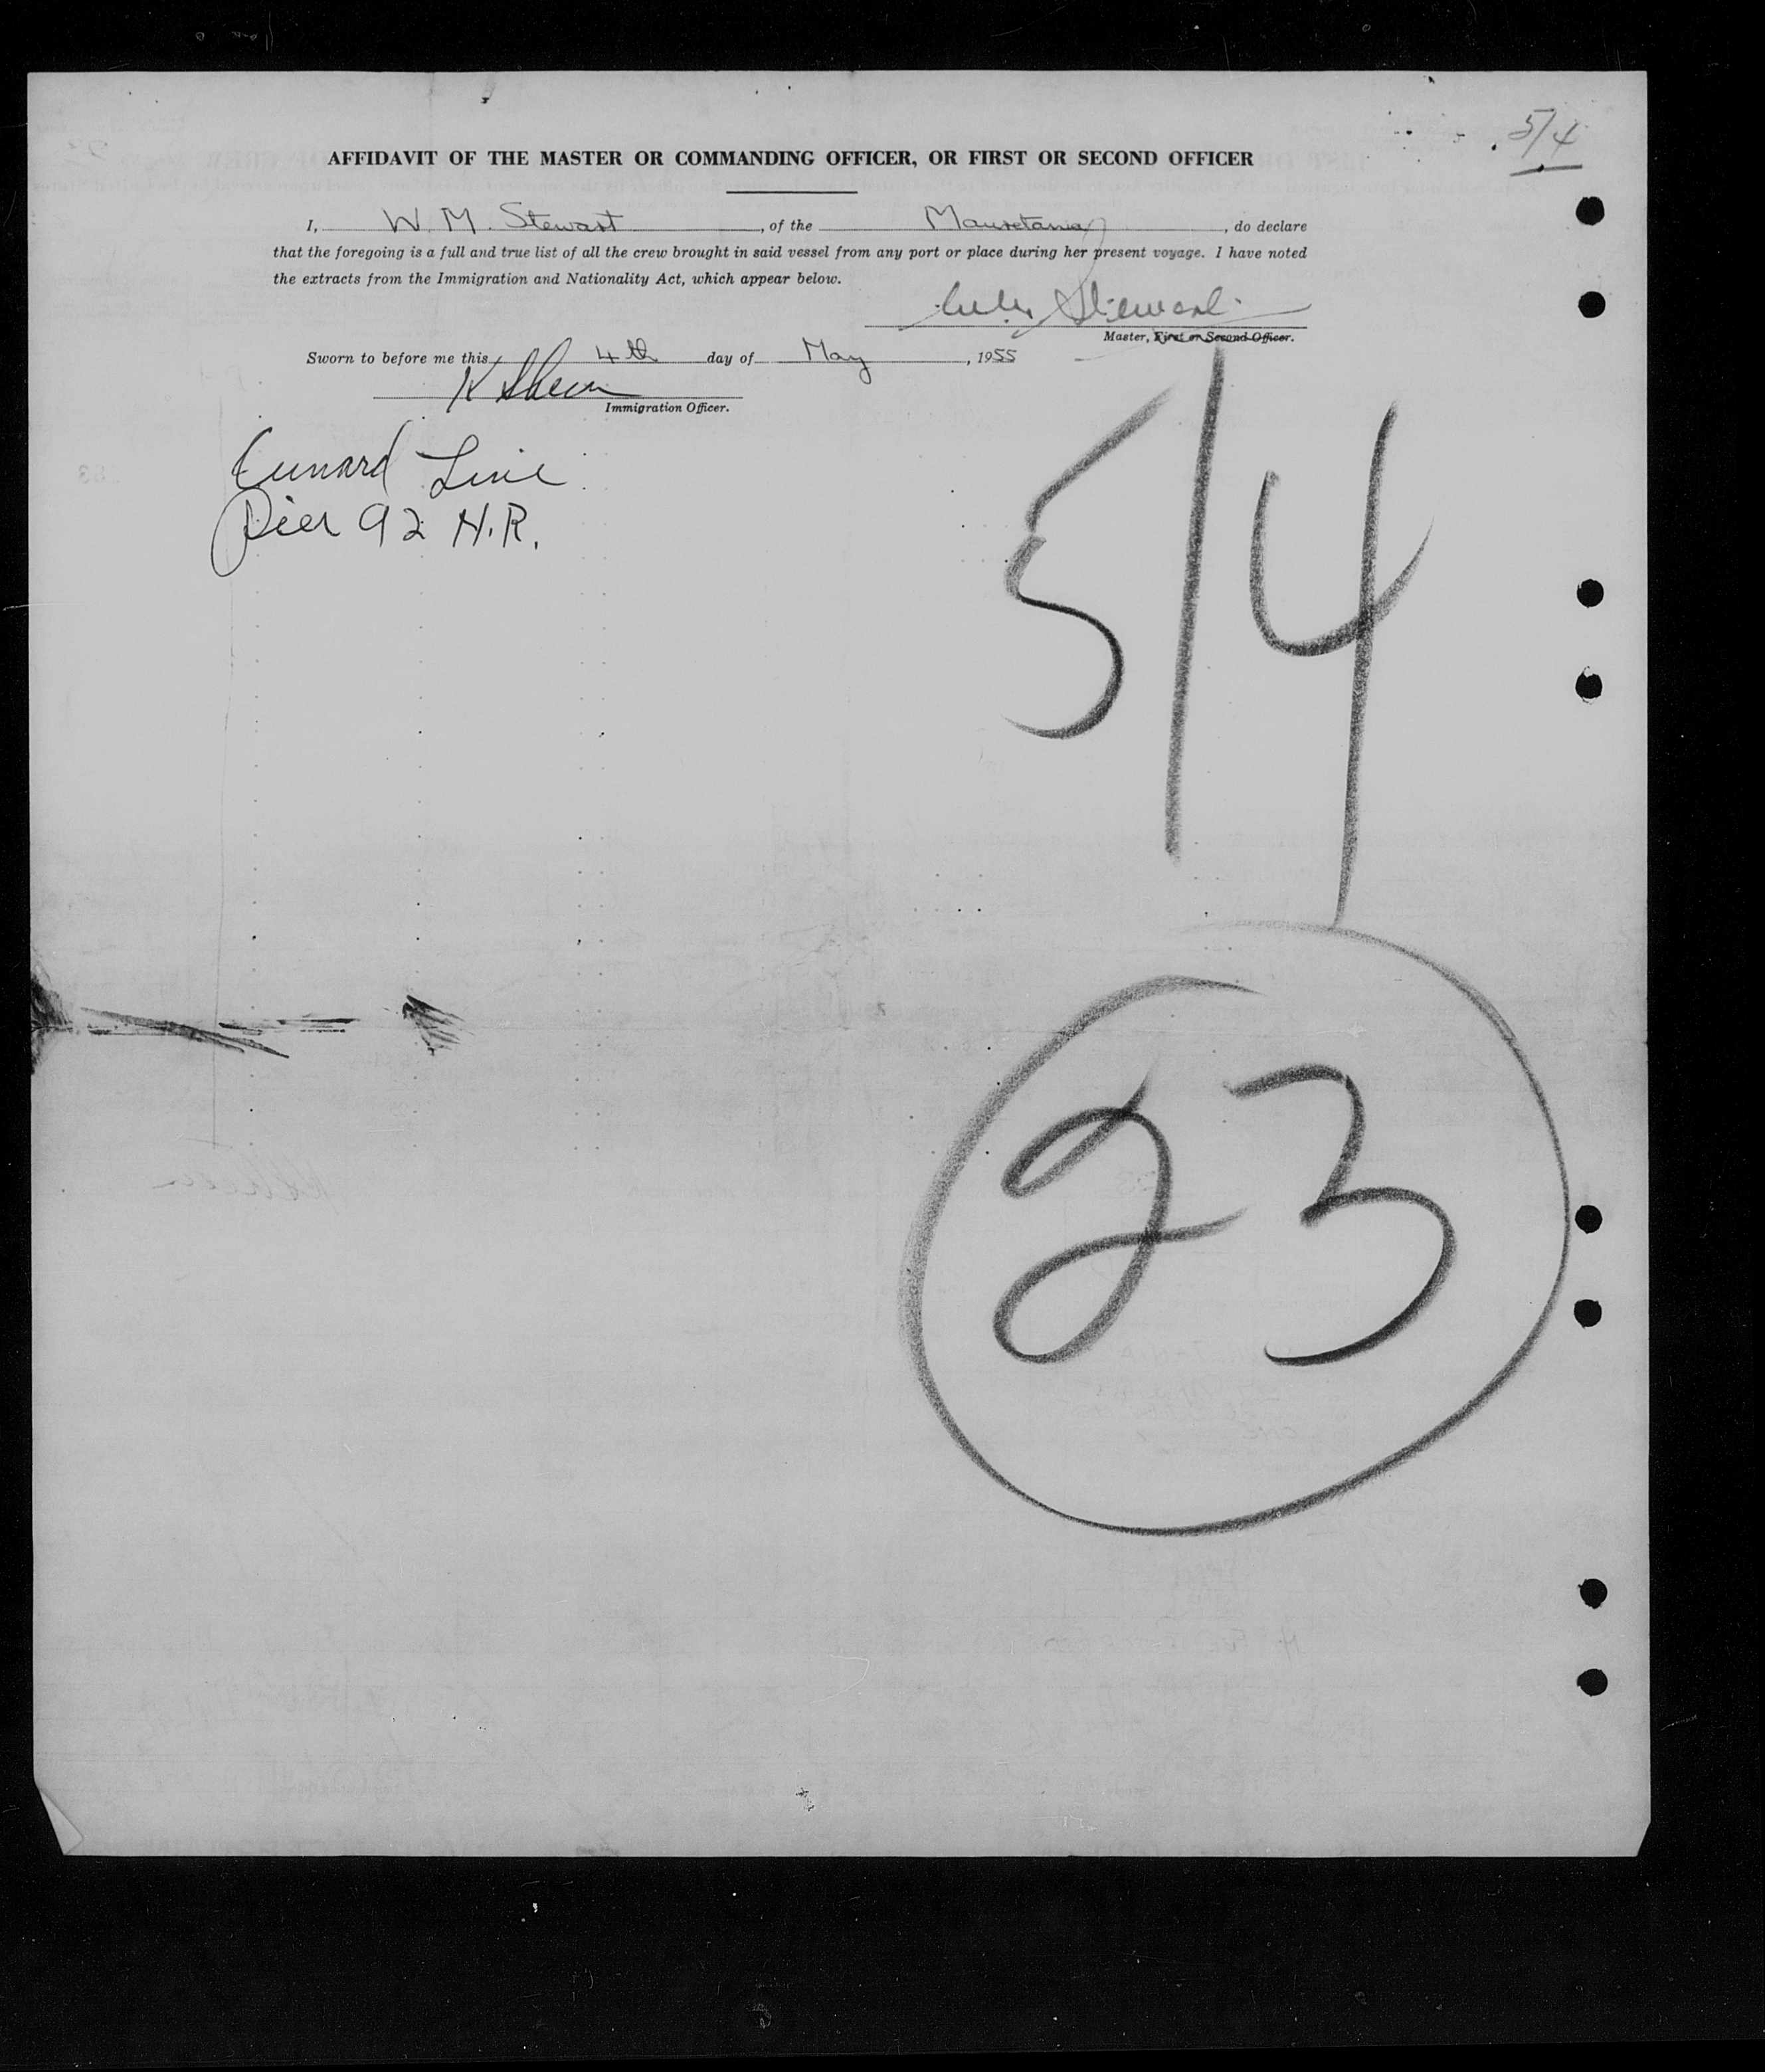 5/4
AFFIDAVIT OF THE MASTER OR COMMANDING OFFICER, OR FIRST OR SECOND OFFICER
I, W. M. Stewart, of the Mauretania, do declare
that the foregoing is a full and true list of all the crew brought in said vessel from any port or place during her present voyage. I have noted
the extracts from the Immigration and Nationality Act, which appear below.
Stewart
Master, First or Second Officer.
Sworn to before me this 4th day of May, 1955
Immigration Officer.
Cunard Line
Pier 92 N.R.
5/4
23